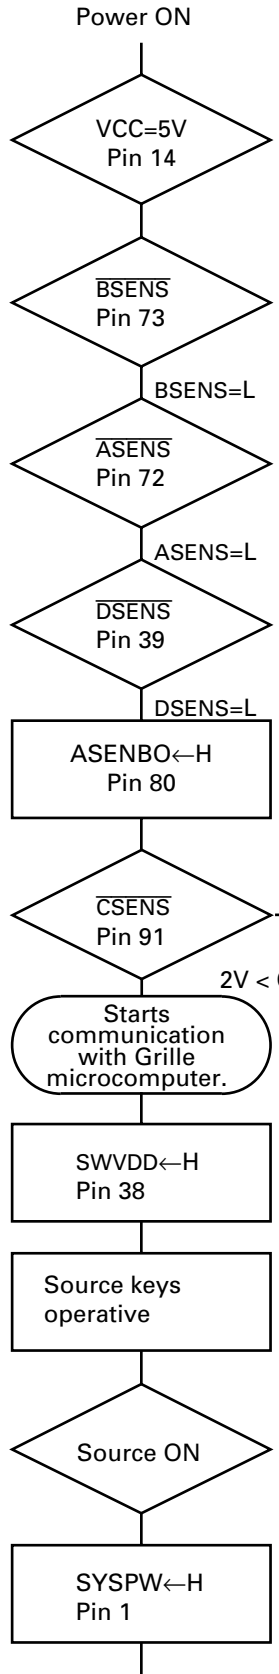 Power ON
VCC=5V
Pin 14
BSENS
Pin 73
BSENS=L
ASENS
Pin 72
ASENS=L
DSENS
Pin 39
DSENS=L
ASENBO←H
Pin 80
CSENS
Pin 91
2V <
Starts
communication
with Grille
microcomputer.
SWVDD←H
Pin 38
Source keys
operative
Source ON
SYSPW←H
Pin 1